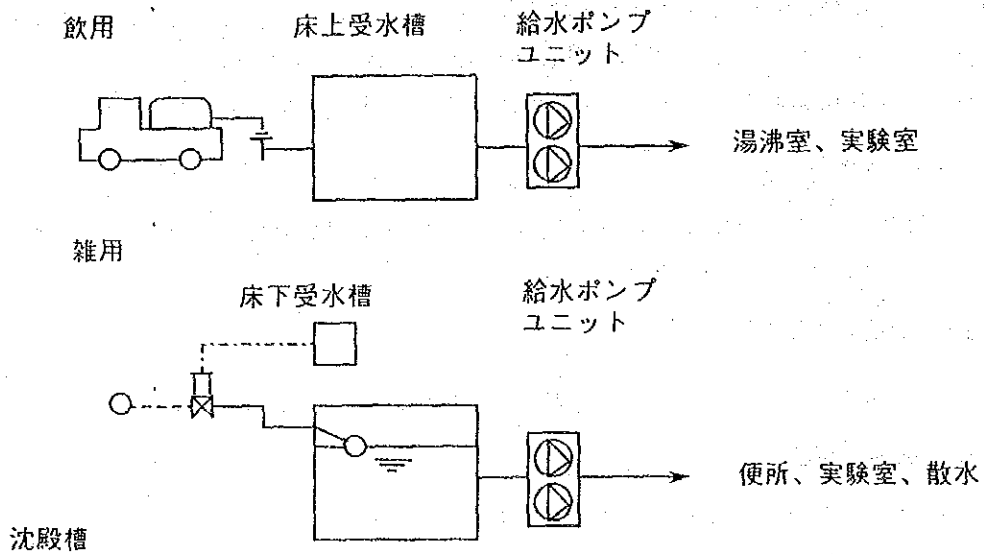 飲用
床上受水槽
給水ポンプ
ユニット
湯沸室、実験室
雑用
床下受水槽
給水ポンプ
ユニット
便所、実験室、散水
沈殿槽